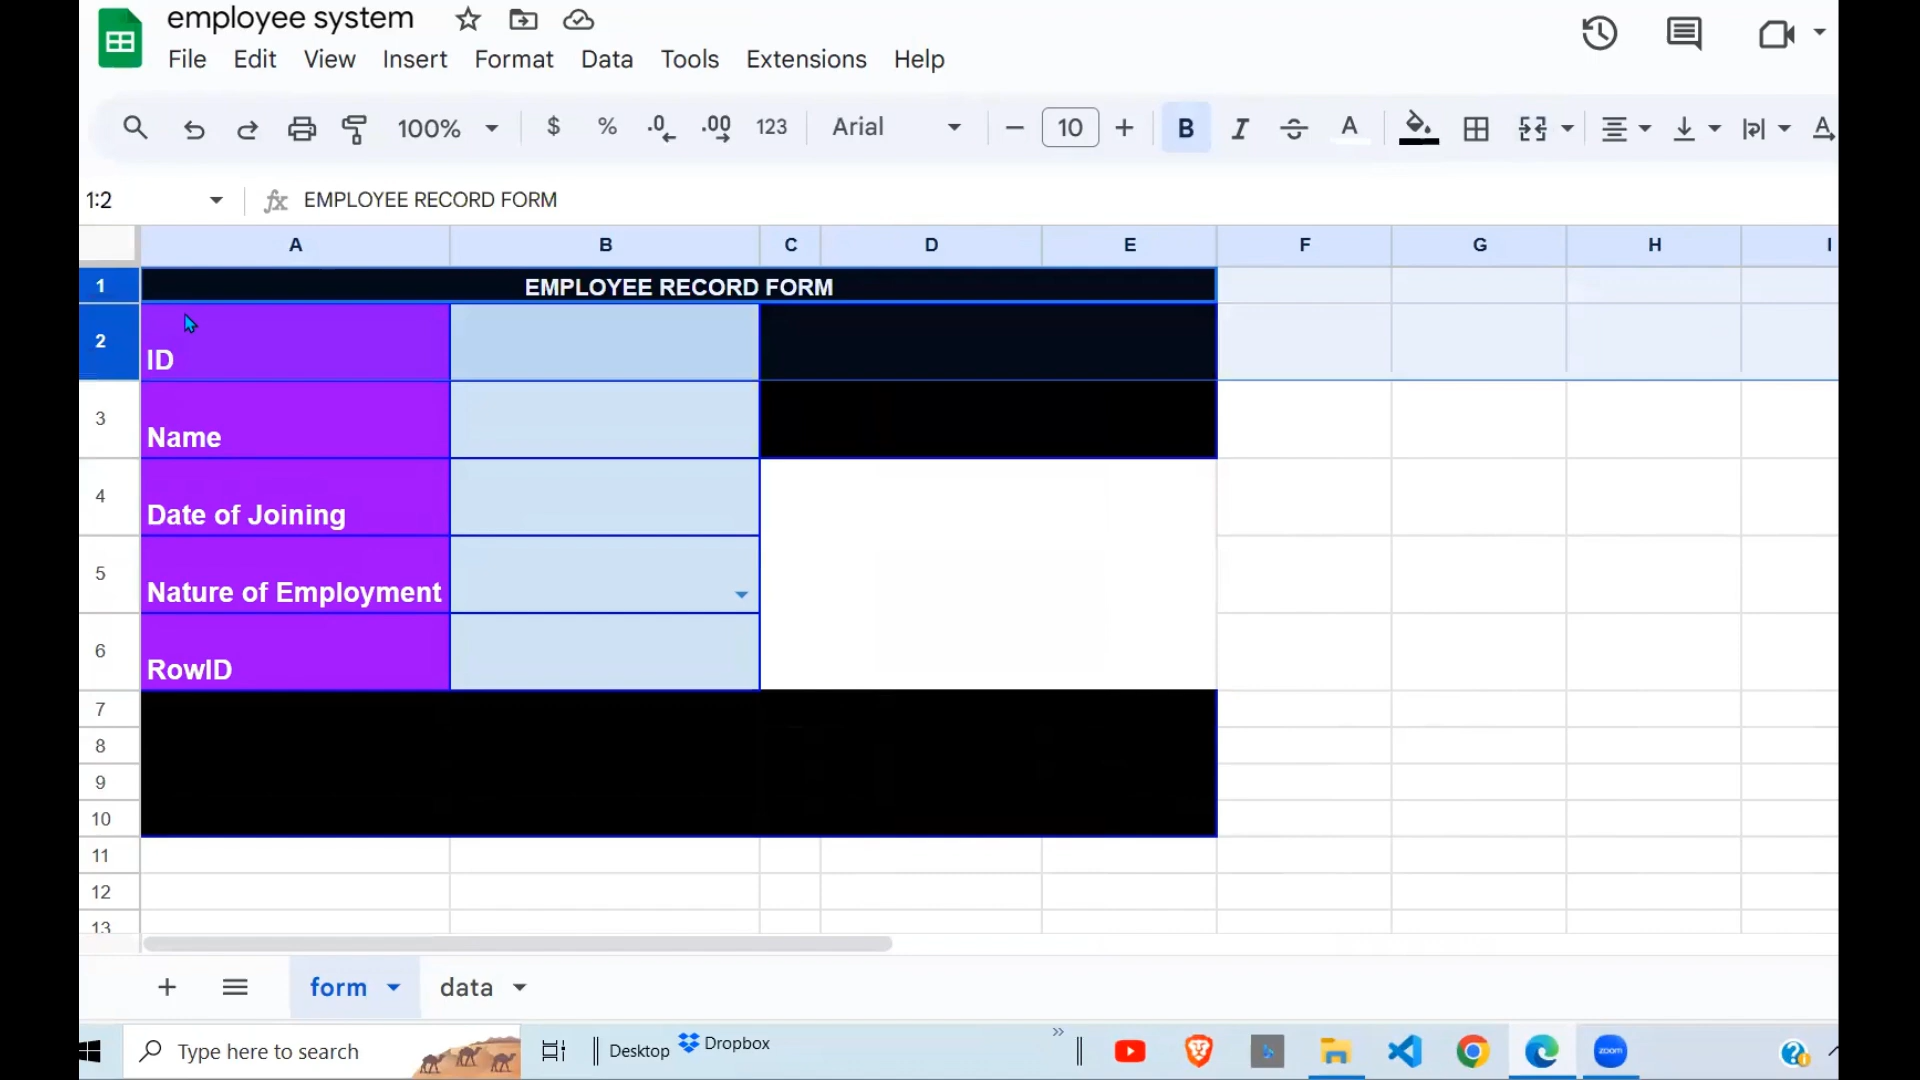 employee system
File Edit View Insert Format Data Tools Extensions Help
100% $ % .0 .00 123 Arial 10 B I S A A
1:2 fx EMPLOYEE RECORD FORM
A B C D E F G H I
1 EMPLOYEE RECORD FORM
2 ID
3 Name
4 Date of Joining
5 Nature of Employment
6 RowID
7
8
9
10
11
12
13
form data
Type here to search Desktop Dropbox zoom